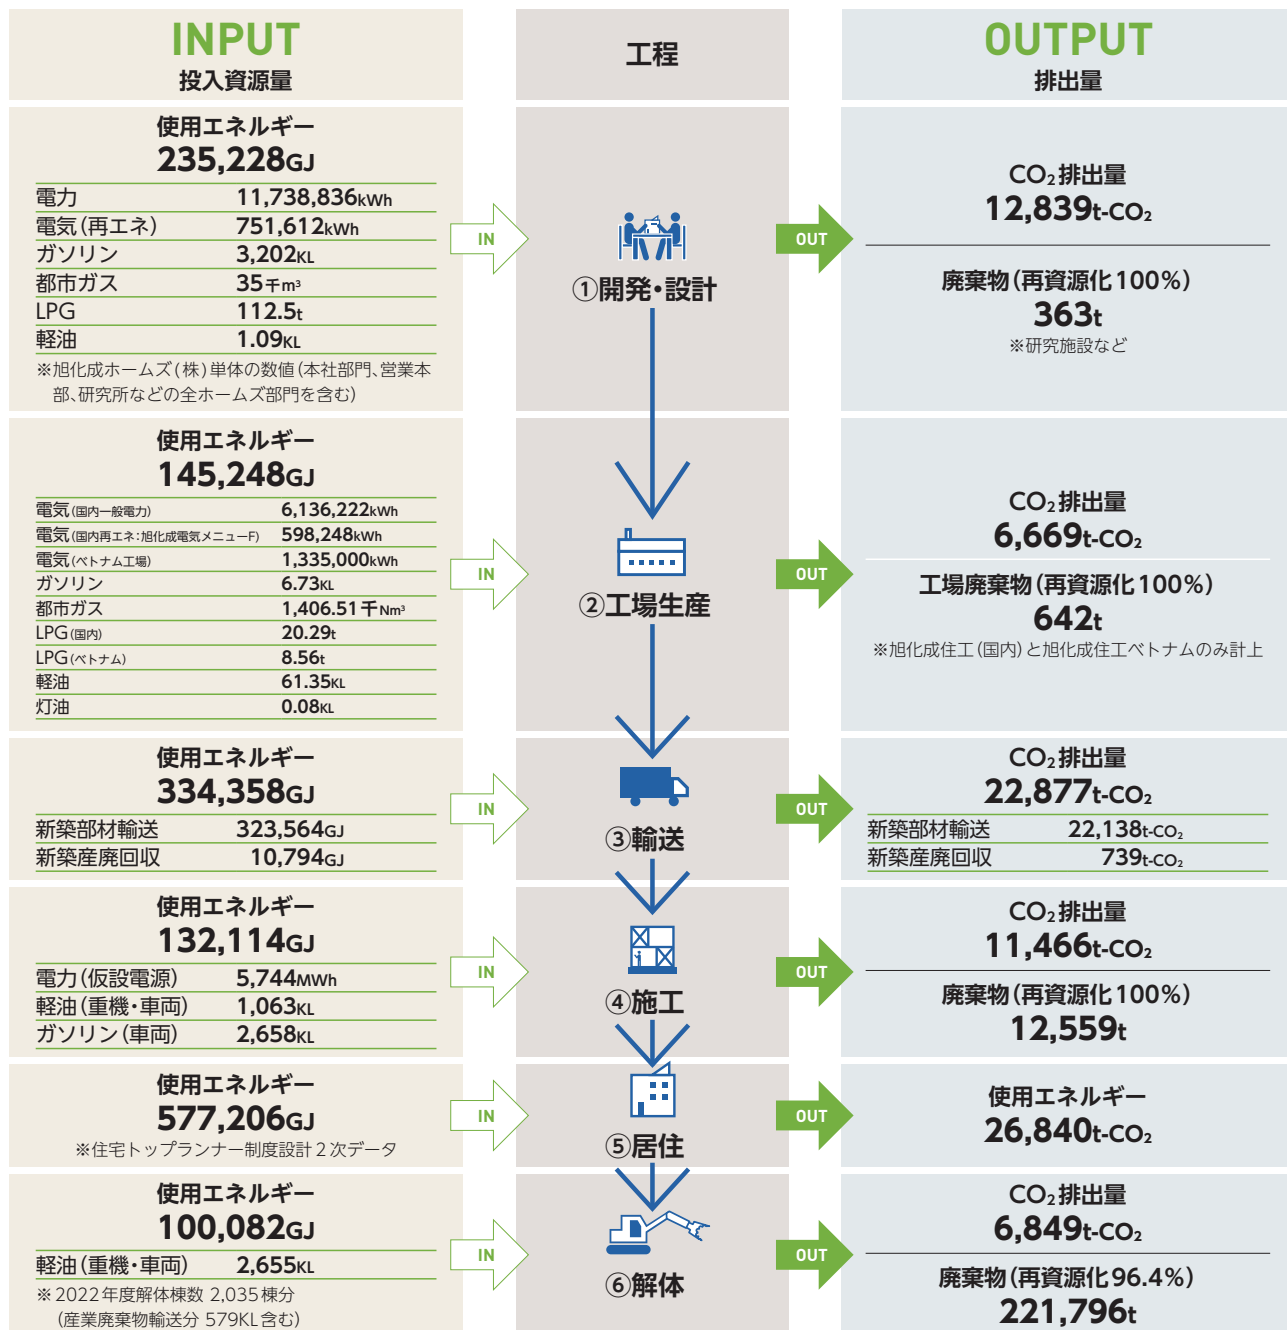 INPUT
投入資源量
工程
OUTPUT
排出量
使用エネルギー
235,228GJ
電力 11,738,836kWh
電気(再エネ) 751,612kWh
ガソリン 3,202KL
都市ガス 35千m³
LPG 112.5t
軽油 1.09KL
※旭化成ホームズ(株)単体の数値(本社部門、営業本
部、研究所などの全ホームズ部門を含む)
IN
①開発・設計
OUT
CO₂排出量
12,839t-CO₂
廃棄物(再資源化100%)
363t
※研究施設など
使用エネルギー
145,248GJ
電気(国内一般電力) 6,136,222kWh
電気(国内再エネ:旭化成電気メニューF) 598,248kWh
電気(ベトナム工場) 1,335,000kWh
ガソリン 6.73KL
都市ガス 1,406.51千Nm³
LPG(国内) 20.29t
LPG(ベトナム) 8.56t
軽油 61.35KL
灯油 0.08KL
IN
②工場生産
OUT
CO₂排出量
6,669t-CO₂
工場廃棄物(再資源化100%)
642t
※旭化成住工(国内)と旭化成住工ベトナムのみ計上
使用エネルギー
334,358GJ
新築部材輸送 323,564GJ
新築産廃回収 10,794GJ
IN
③輸送
OUT
CO₂排出量
22,877t-CO₂
新築部材輸送 22,138t-CO₂
新築産廃回収 739t-CO₂
使用エネルギー
132,114GJ
電力(仮設電源) 5,744MWh
軽油(重機・車両) 1,063KL
ガソリン(車両) 2,658KL
IN
④施工
OUT
CO₂排出量
11,466t-CO₂
廃棄物(再資源化100%)
12,559t
使用エネルギー
577,206GJ
※住宅トップランナー制度設計2次データ
IN
⑤居住
OUT
使用エネルギー
26,840t-CO₂
使用エネルギー
100,082GJ
軽油(重機・車両) 2,655KL
※2022年度解体棟数 2,035棟分
(産業廃棄物輸送分 579KL含む)
IN
⑥解体
OUT
CO₂排出量
6,849t-CO₂
廃棄物(再資源化96.4%)
221,796t